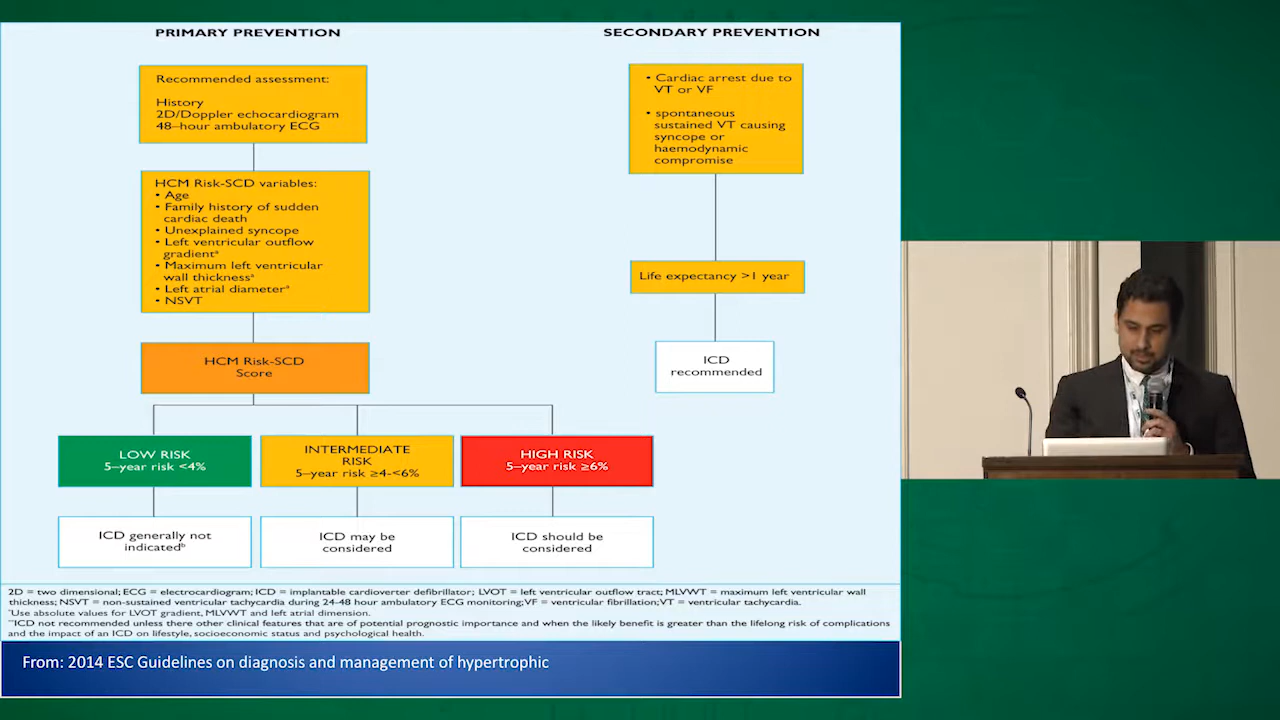 PRIMARY PREVENTION
Recommended assessment:
History
2D/Doppler echocardiogram
48–hour ambulatory ECG
HCM Risk-SCD variables:
• Age
• Family history of sudden
cardiac death
• Unexplained syncope
• Left ventricular outflow
gradientª
• Maximum left ventricular
wall thicknessª
• Left atrial diameterª
• NSVT
HCM Risk-SCD
Score
LOW RISK
5–year risk <4%
INTERMEDIATE
RISK
5–year risk ≥4-<6%
HIGH RISK
5–year risk ≥6%
ICD generally not
indicatedᵇ
ICD may be
considered
ICD should be
considered
SECONDARY PREVENTION
• Cardiac arrest due to
VT or VF
• spontaneous
sustained VT causing
syncope or
haemodynamic
compromise
Life expectancy >1 year
ICD
recommended
2D = two dimensional; ECG = electrocardiogram; ICD = implantable cardioverter defibrillator; LVOT = left ventricular outflow tract; MLVWT = maximum left ventricular wall
thickness; NSVT = non-sustained ventricular tachycardia during 24-48 hour ambulatory ECG monitoring; VF = ventricular fibrillation; VT = ventricular tachycardia.
Use absolute values for LVOT gradient, MLVWT and left atrial dimension.
ICD not recommended unless there other clinical features that are of potential prognostic importance and when the likely benefit is greater than the lifelong risk of complications
and the impact of an ICD on lifestyle, socioeconomic status and psychological health.
From: 2014 ESC Guidelines on diagnosis and management of hypertrophic